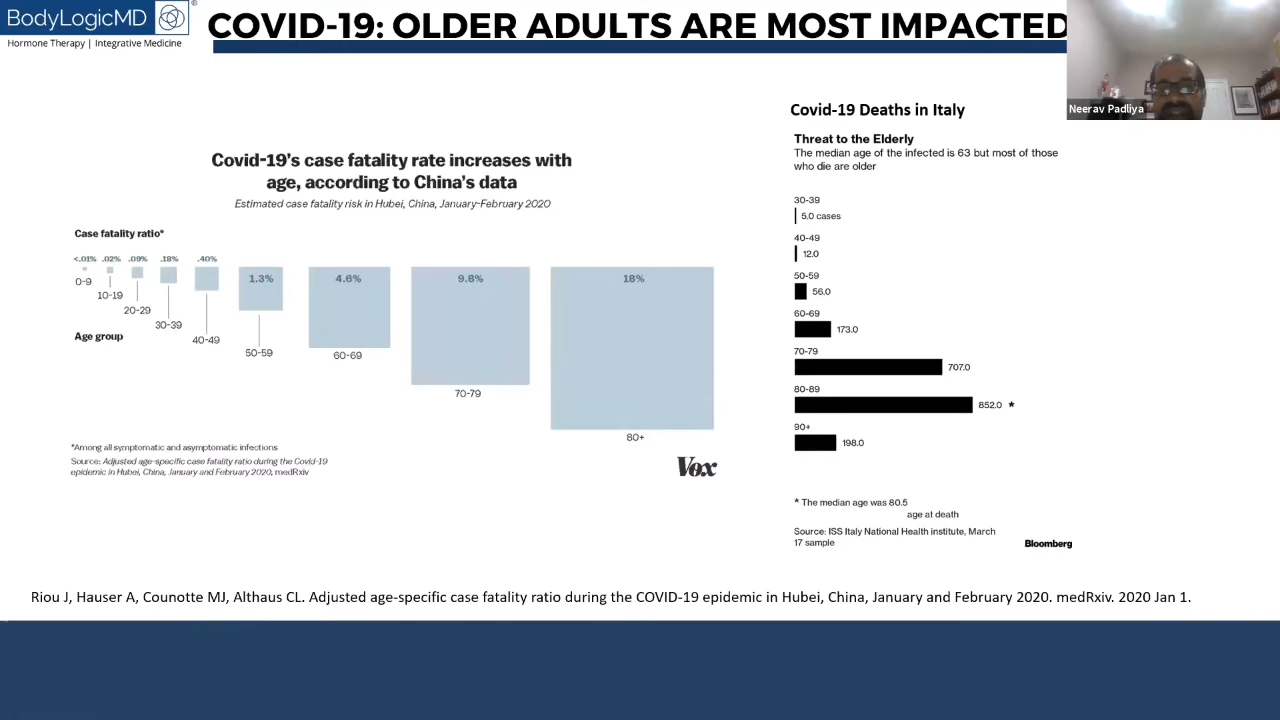 BodyLogicMD®
Hormone Therapy | Integrative Medicine
COVID-19: OLDER ADULTS ARE MOST IMPACTED
Neerav Padliya
Covid-19's case fatality rate increases with
age, according to China's data
Estimated case fatality risk in Hubei, China, January-February 2020
Case fatality ratio*
<.01% .02% .09% .18% .40%
1.3% 4.6% 9.8% 18%
0-9
10-19
20-29
30-39
Age group
40-49
50-59
60-69
70-79
80+
*Among all symptomatic and asymptomatic infections
Source: Adjusted age-specific case fatality ratio during the Covid-19
epidemic in Hubei, China, January and February 2020, medRxiv
Vox
Covid-19 Deaths in Italy
Threat to the Elderly
The median age of the infected is 63 but most of those
who die are older
30-39
5.0 cases
40-49
12.0
50-59
56.0
60-69
173.0
70-79
707.0
80-89
852.0 *
90+
198.0
* The median age was 80.5
age at death
Source: ISS Italy National Health institute, March
17 sample
Bloomberg
Riou J, Hauser A, Counotte MJ, Althaus CL. Adjusted age-specific case fatality ratio during the COVID-19 epidemic in Hubei, China, January and February 2020. medRxiv. 2020 Jan 1.